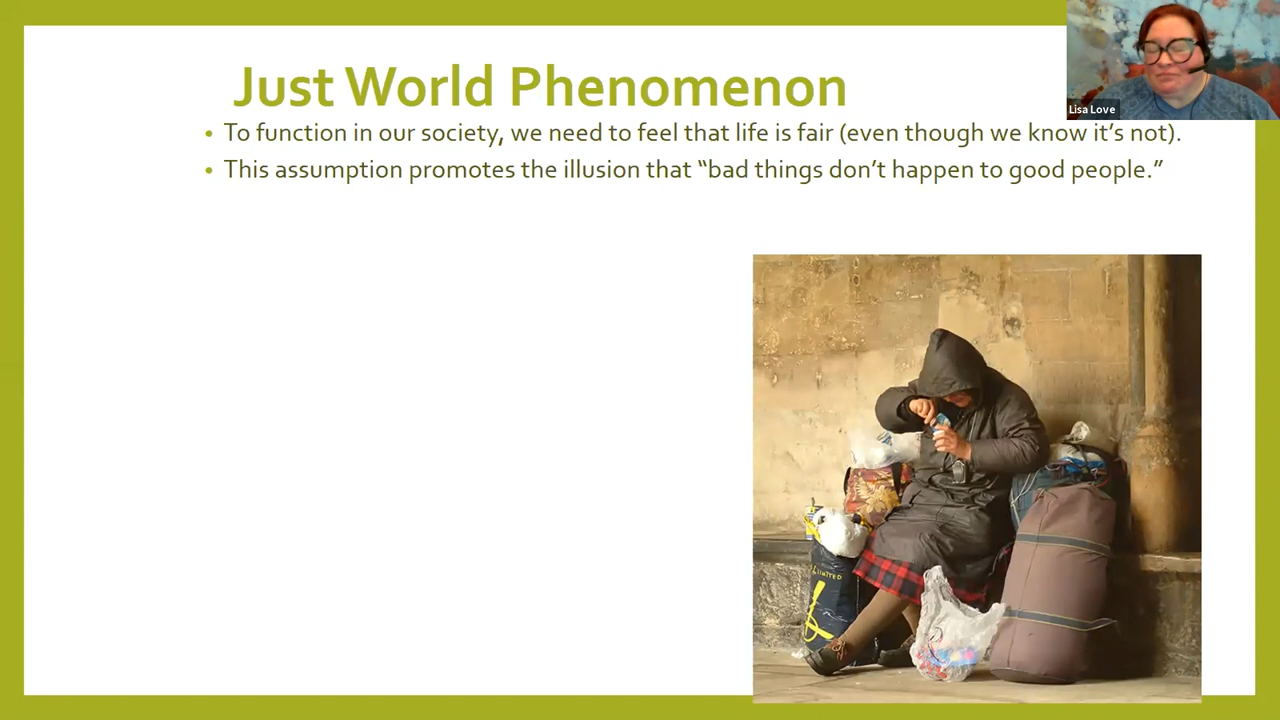 Just World Phenomenon
Lisa Love
• To function in our society, we need to feel that life is fair (even though we know it’s not).
• This assumption promotes the illusion that “bad things don’t happen to good people.”
LIMITED